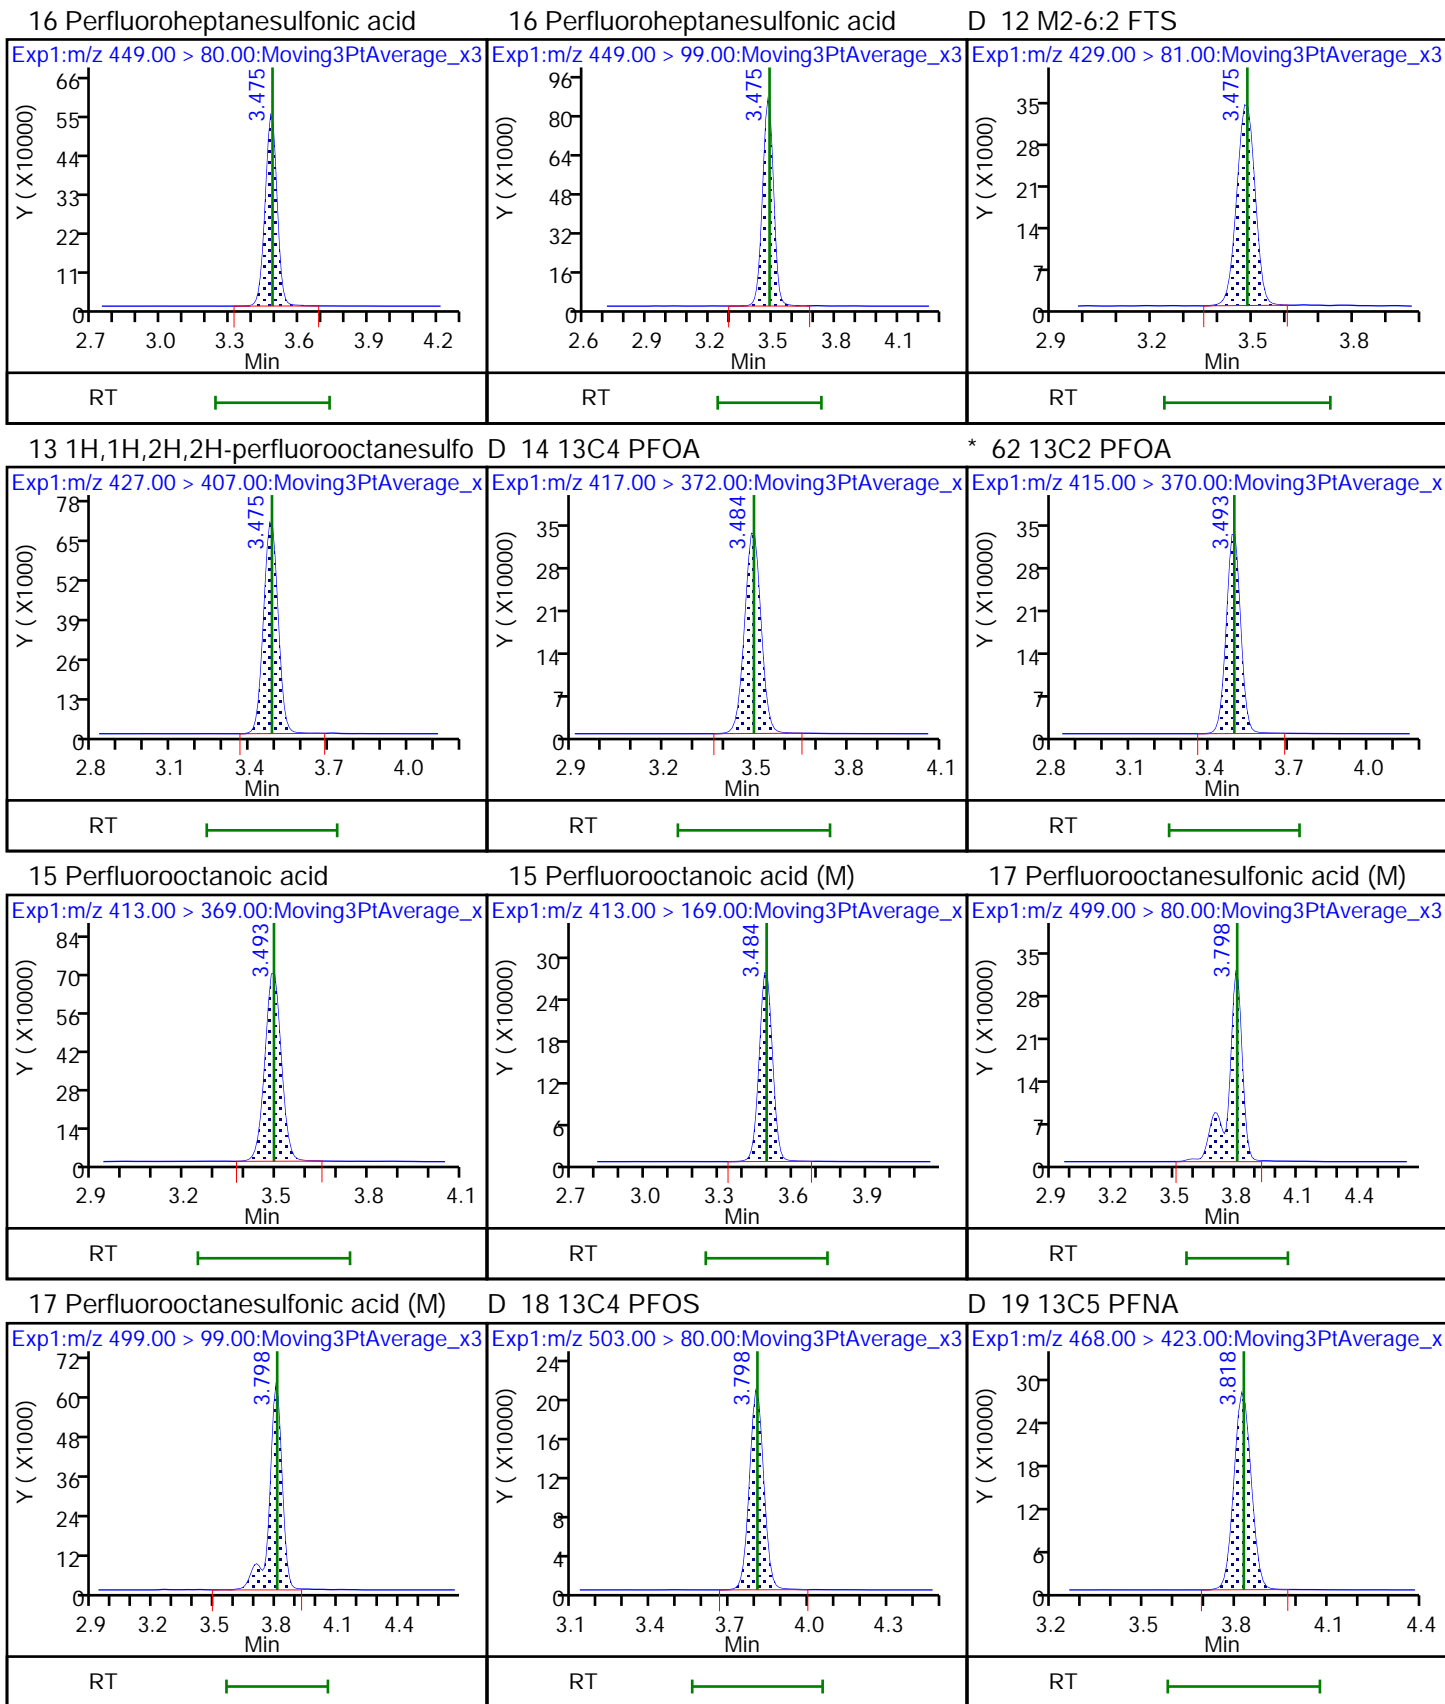 16 Perfluoroheptanesulfonic acid
Exp1:m/z 449.00 > 80.00:Moving3PtAverage_x3
3.475
Y ( X10000)
66
55
44
33
22
11
0
2.7 3.0 3.3 3.6 3.9 4.2
Min
RT
16 Perfluoroheptanesulfonic acid
Exp1:m/z 449.00 > 99.00:Moving3PtAverage_x3
3.475
Y ( X1000)
96
80
64
48
32
16
0
2.6 2.9 3.2 3.5 3.8 4.1
Min
RT
D 12 M2-6:2 FTS
Exp1:m/z 429.00 > 81.00:Moving3PtAverage_x3
3.475
Y ( X1000)
35
28
21
14
7
0
2.9 3.2 3.5 3.8
Min
RT
13 1H,1H,2H,2H-perfluorooctanesulfo
Exp1:m/z 427.00 > 407.00:Moving3PtAverage_x
3.475
Y ( X1000)
78
65
52
39
26
13
0
2.8 3.1 3.4 3.7 4.0
Min
RT
D 14 13C4 PFOA
Exp1:m/z 417.00 > 372.00:Moving3PtAverage_x
3.484
Y ( X10000)
35
28
21
14
7
0
2.9 3.2 3.5 3.8 4.1
Min
RT
* 62 13C2 PFOA
Exp1:m/z 415.00 > 370.00:Moving3PtAverage_x
3.493
Y ( X10000)
35
28
21
14
7
0
2.8 3.1 3.4 3.7 4.0
Min
RT
15 Perfluorooctanoic acid
Exp1:m/z 413.00 > 369.00:Moving3PtAverage_x
3.493
Y ( X10000)
84
70
56
42
28
14
0
2.9 3.2 3.5 3.8 4.1
Min
RT
15 Perfluorooctanoic acid (M)
Exp1:m/z 413.00 > 169.00:Moving3PtAverage_x
3.484
Y ( X10000)
30
24
18
12
6
0
2.7 3.0 3.3 3.6 3.9
Min
RT
17 Perfluorooctanesulfonic acid (M)
Exp1:m/z 499.00 > 80.00:Moving3PtAverage_x3
3.798
Y ( X10000)
35
28
21
14
7
0
2.9 3.2 3.5 3.8 4.1 4.4
Min
RT
17 Perfluorooctanesulfonic acid (M)
Exp1:m/z 499.00 > 99.00:Moving3PtAverage_x3
3.798
Y ( X1000)
72
60
48
36
24
12
0
2.9 3.2 3.5 3.8 4.1 4.4
Min
RT
D 18 13C4 PFOS
Exp1:m/z 503.00 > 80.00:Moving3PtAverage_x3
3.798
Y ( X10000)
24
20
16
12
8
4
0
3.1 3.4 3.7 4.0 4.3
Min
RT
D 19 13C5 PFNA
Exp1:m/z 468.00 > 423.00:Moving3PtAverage_x
3.818
Y ( X10000)
30
24
18
12
6
0
3.2 3.5 3.8 4.1 4.4
Min
RT